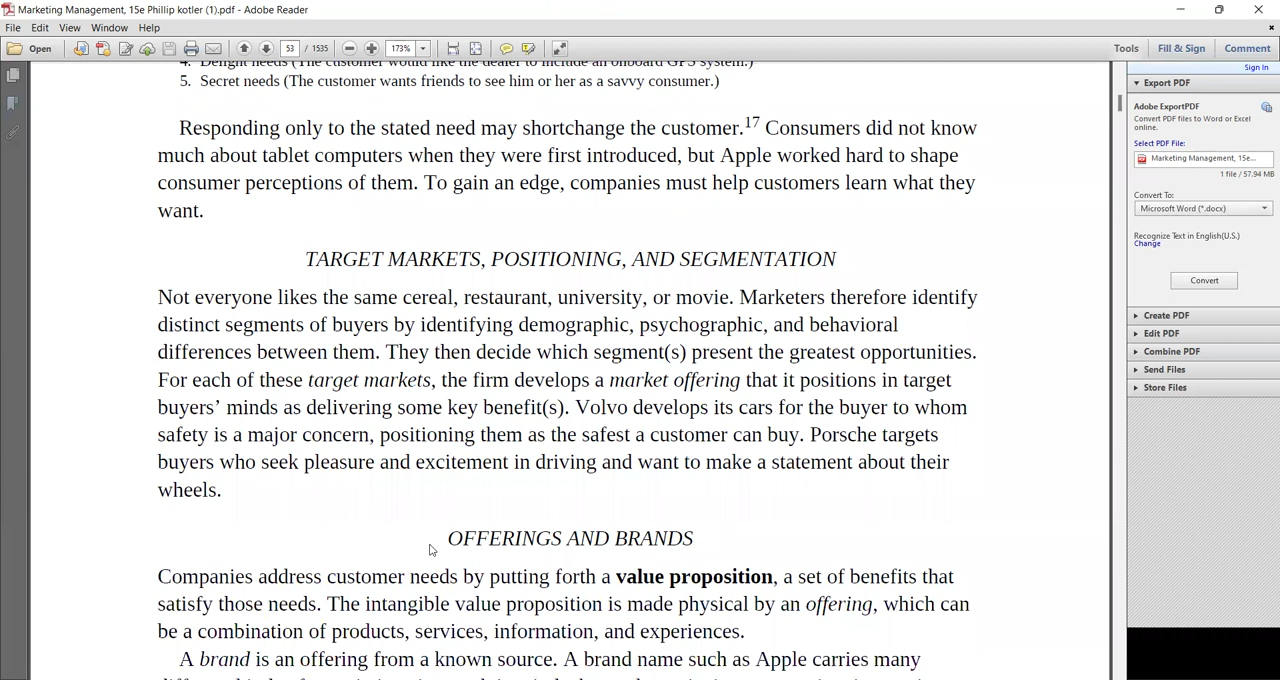 Marketing Management, 15e Phillip kotler (1).pdf - Adobe Reader
File Edit View Window Help
Open 53 / 1535 173% Tools Fill & Sign Comment
Sign In
4. Delight needs (The customer would like the dealer to include an onboard GPS system.)
5. Secret needs (The customer wants friends to see him or her as a savvy consumer.)
Responding only to the stated need may shortchange the customer.17 Consumers did not know
much about tablet computers when they were first introduced, but Apple worked hard to shape
consumer perceptions of them. To gain an edge, companies must help customers learn what they
want.
TARGET MARKETS, POSITIONING, AND SEGMENTATION
Not everyone likes the same cereal, restaurant, university, or movie. Marketers therefore identify
distinct segments of buyers by identifying demographic, psychographic, and behavioral
differences between them. They then decide which segment(s) present the greatest opportunities.
For each of these target markets, the firm develops a market offering that it positions in target
buyers’ minds as delivering some key benefit(s). Volvo develops its cars for the buyer to whom
safety is a major concern, positioning them as the safest a customer can buy. Porsche targets
buyers who seek pleasure and excitement in driving and want to make a statement about their
wheels.
OFFERINGS AND BRANDS
Companies address customer needs by putting forth a value proposition, a set of benefits that
satisfy those needs. The intangible value proposition is made physical by an offering, which can
be a combination of products, services, information, and experiences.
A brand is an offering from a known source. A brand name such as Apple carries many
Export PDF
Adobe ExportPDF
Convert PDF files to Word or Excel
online.
Select PDF File:
Marketing Management, 15e...
1 file / 57.94 MB
Convert To:
Microsoft Word (*.docx)
Recognize Text in English(U.S.)
Change
Convert
Create PDF
Edit PDF
Combine PDF
Send Files
Store Files